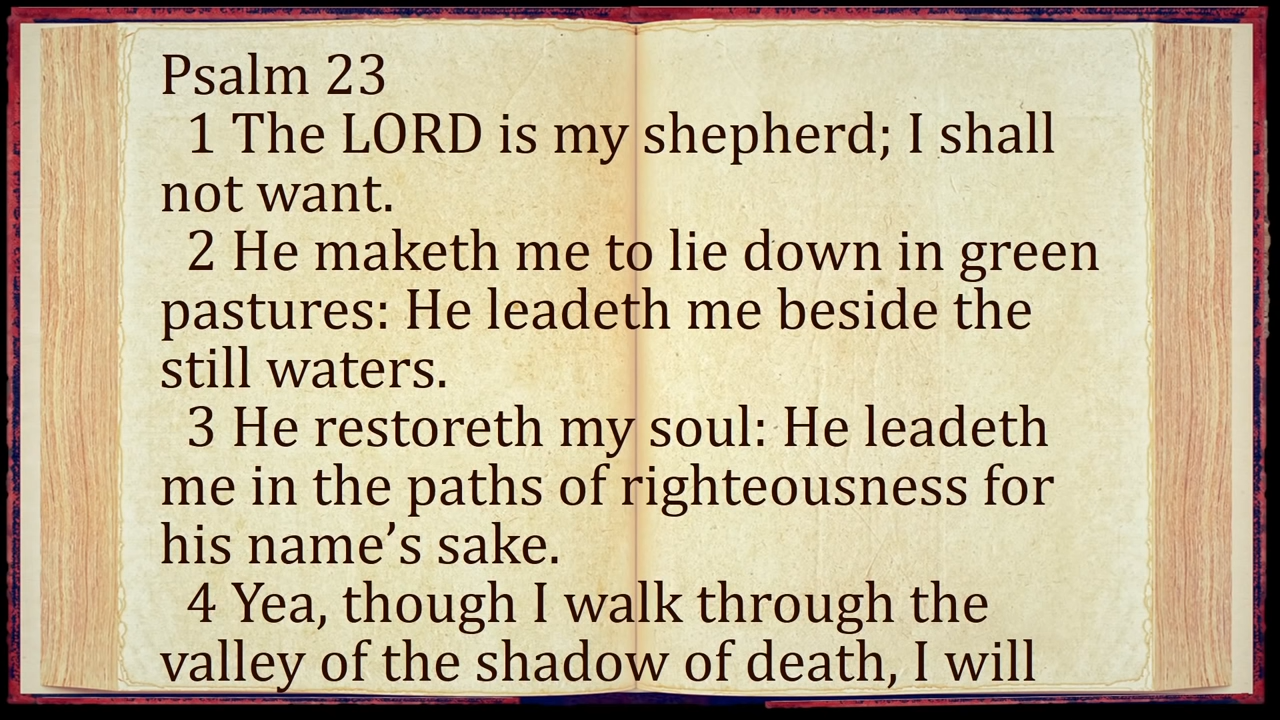 Psalm 23
1 The LORD is my shepherd; I shall
not want.
2 He maketh me to lie down in green
pastures: He leadeth me beside the
still waters.
3 He restoreth my soul: He leadeth
me in the paths of righteousness for
his name’s sake.
4 Yea, though I walk through the
valley of the shadow of death, I will